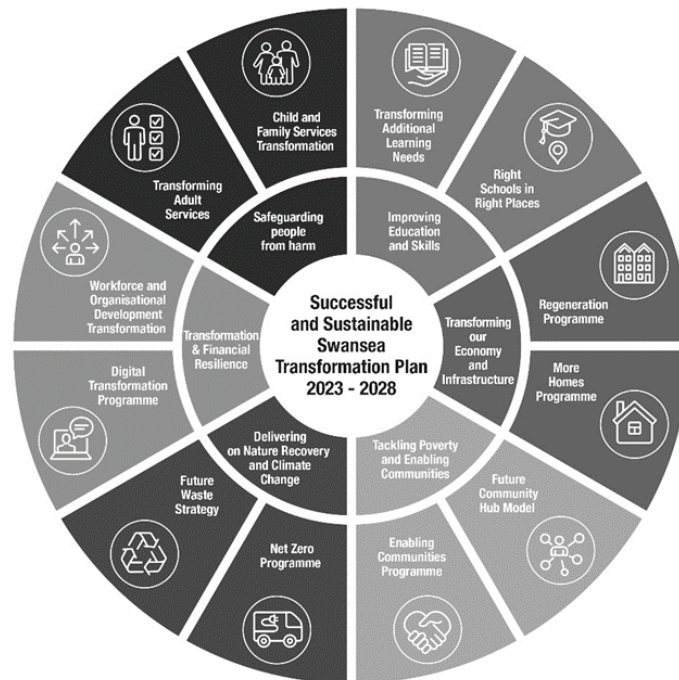 Successful
and Sustainable
Swansea
Transformation Plan
2023 - 2028
Safeguarding
people
from harm
Improving
Education
and Skills
Transforming
our
Economy
and
Infrastructure
Tackling Poverty
and Enabling
Communities
Delivering
on Nature Recovery
and Climate
Change
Transformation
& Financial
Resilience
Child and
Family Services
Transformation
Transforming
Additional
Learning
Needs
Right
Schools in
Right Places
Regeneration
Programme
More
Homes
Programme
Future
Community
Hub Model
Enabling
Communities
Programme
Net Zero
Programme
Future
Waste
Strategy
Digital
Transformation
Programme
Workforce and
Organisational
Development
Transformation
Transforming
Adult
Services